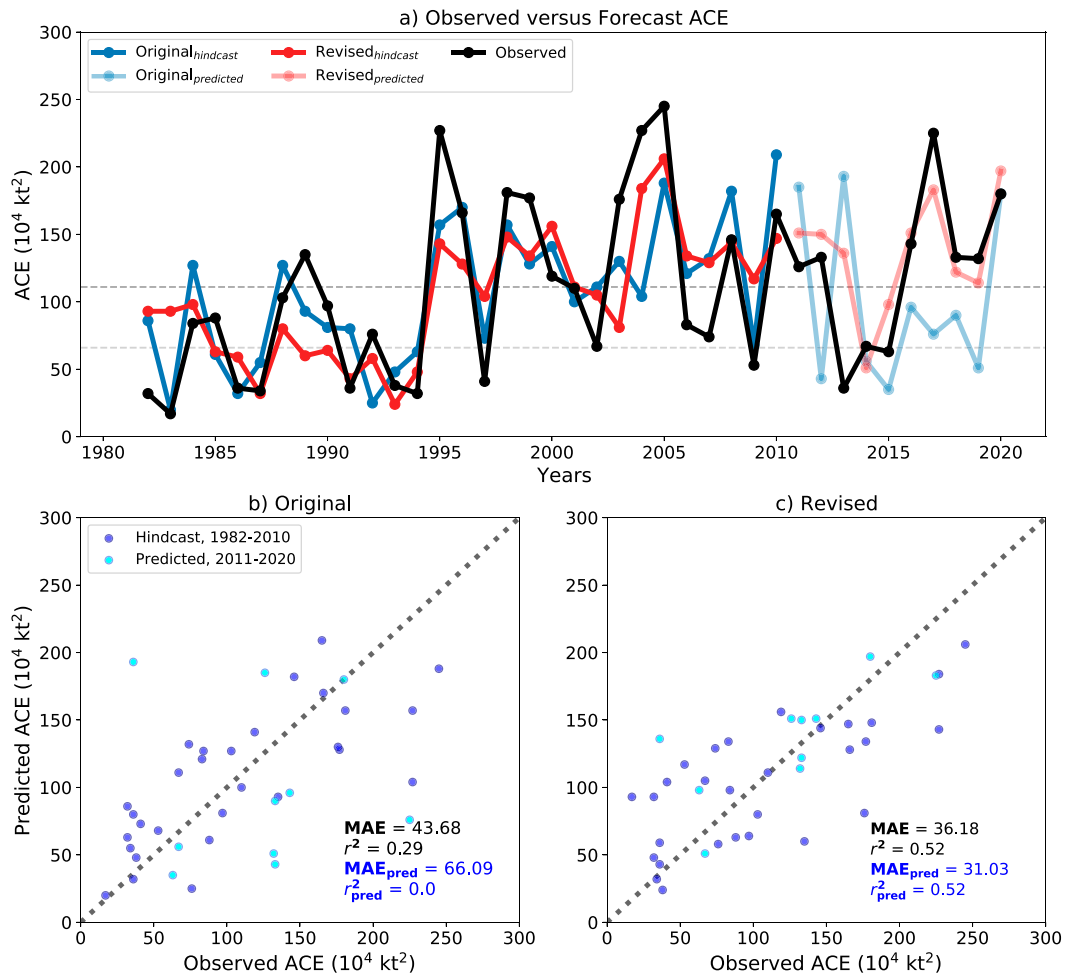 a) Observed versus Forecast ACE
300
250
200
150
100
50
0
ACE (10⁴ kt²)
Original_hindcast
Original_predicted
Revised_hindcast
Revised_predicted
Observed
1980 1985 1990 1995 2000 2005 2010 2015 2020
Years
b) Original
300
250
200
150
100
50
0
Predicted ACE (10⁴ kt²)
Hindcast, 1982-2010
Predicted, 2011-2020
MAE = 43.68
r² = 0.29
MAE_pred = 66.09
r²_pred = 0.0
0 50 100 150 200 250 300
Observed ACE (10⁴ kt²)
c) Revised
300
250
200
150
100
50
0
MAE = 36.18
r² = 0.52
MAE_pred = 31.03
r²_pred = 0.52
0 50 100 150 200 250 300
Observed ACE (10⁴ kt²)